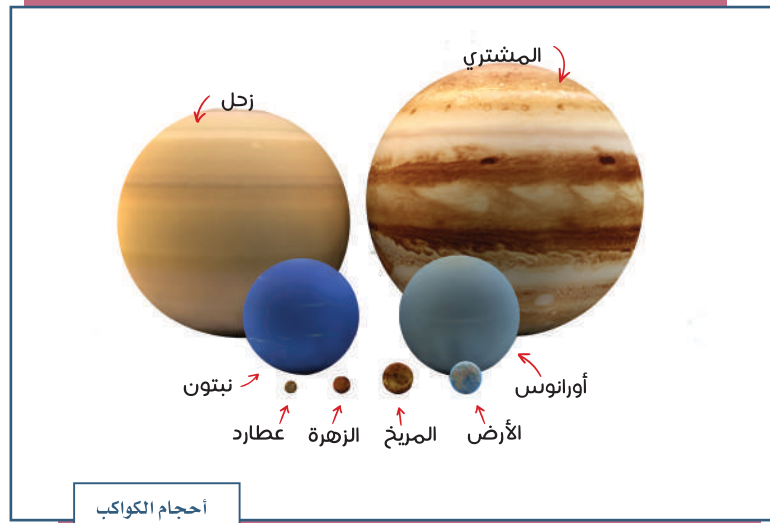 المشتري
زحل
أورانوس
نبتون
الأرض
المريخ
الزهرة
عطارد
أحجام الكواكب